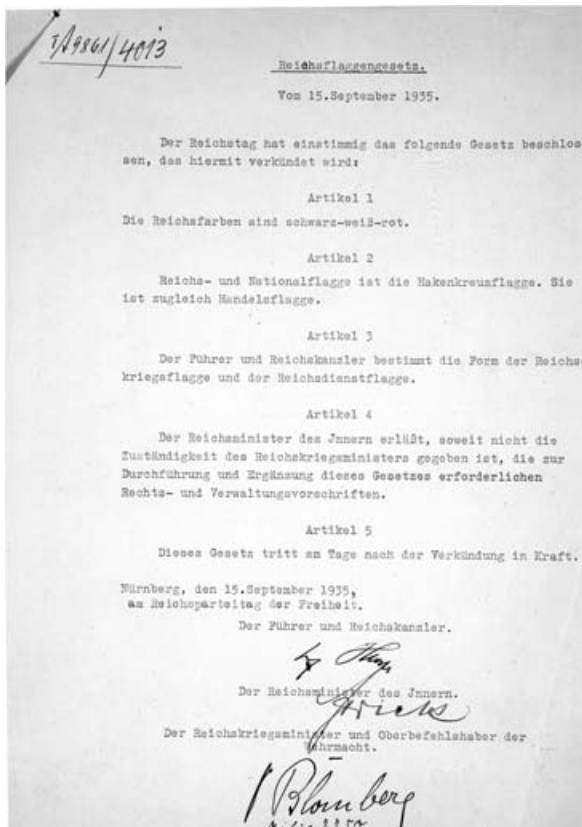 I A 9861/4013
Reichsflaggengesetz.
Vom 15.September 1935.
Der Reichstag hat einstimmig das folgende Gesetz beschlos
sen, das hiermit verkündet wird:
Artikel 1
Die Reichsfarben sind schwarz-weiß-rot.
Artikel 2
Reichs- und Nationalflagge ist die Hakenkreuzflagge. Sie
ist zugleich Handelsflagge.
Artikel 3
Der Führer und Reichskanzler bestimmt die Form der Reichs-
kriegsflagge und der Reichsdienstflagge.
Artikel 4
Der Reichsminister des Jnnern erläßt, soweit nicht die
Zuständigkeit des Reichskriegsministers gegeben ist, die zur
Durchführung und Ergänzung dieses Gesetzes erforderlichen
Rechts- und Verwaltungsvorschriften.
Artikel 5
Dieses Gesetz tritt am Tage nach der Verkündung in Kraft.
Nürnberg, den 15.September 1935,
am Reichsparteitag der Freiheit.
Der Führer und Reichskanzler.
Der Reichsminister des Jnnern.
Frick
Der Reichskriegsminister und Oberbefehlshaber der
Wehrmacht.
Blomberg